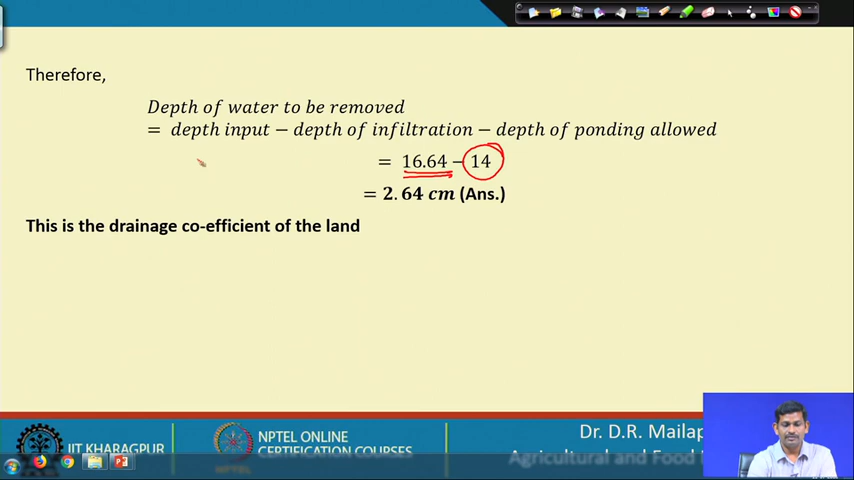 Therefore,
Depth of water to be removed
= depth input − depth of infiltration − depth of ponding allowed
= 16.64 − 14
= 2.64 cm (Ans.)
This is the drainage co-efficient of the land
IIT KHARAGPUR
NPTEL ONLINE
CERTIFICATION COURSES
NPTEL
Dr. D.R. Mailap
Agricultural and Food